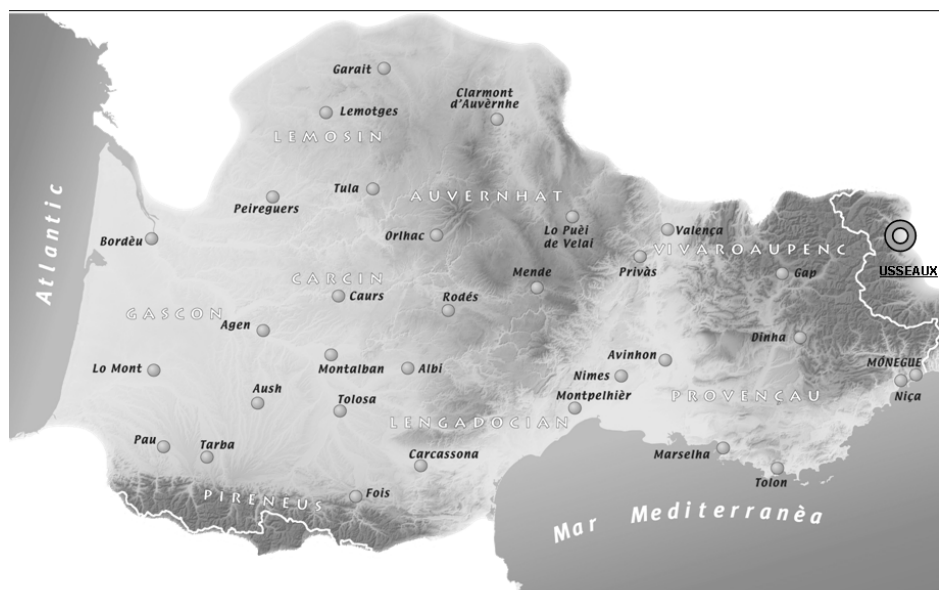 Garait
Clarmont
d'Auvèrnhe
Lemotges
LEMOSIN
Tula
AUVERNHAT
Peireguers
Atlantic
Lo Puèi
de Velai
Valença
Bordèu
Orlhac
VIVAROAUPENC
Privàs
USSEAUX
Mende
Gap
CARCIN
Caurs
Rodés
GASCON
Agen
Dinha
Avinhon
MÓNEGUE
Lo Mont
Montalban
Albi
Nimes
Niça
Aush
Tolosa
Montpelhièr
PROVENÇAU
LENGADOCIAN
Pau
Tarba
Carcassona
Marselha
Tolon
PIRENEUS
Fois
Mar Mediterranèa